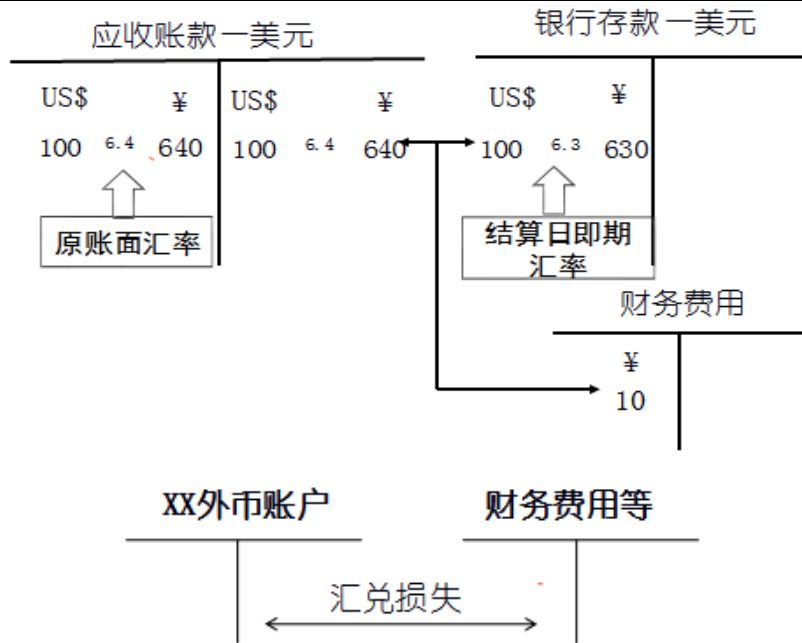 应收账款一美元
银行存款一美元
US$ ¥ US$ ¥
US$ ¥
100 6.4 640 100 6.4 640
100 6.3 630
原账面汇率
结算日即期
汇率
财务费用
¥
10
XX外币账户
财务费用等
汇兑损失